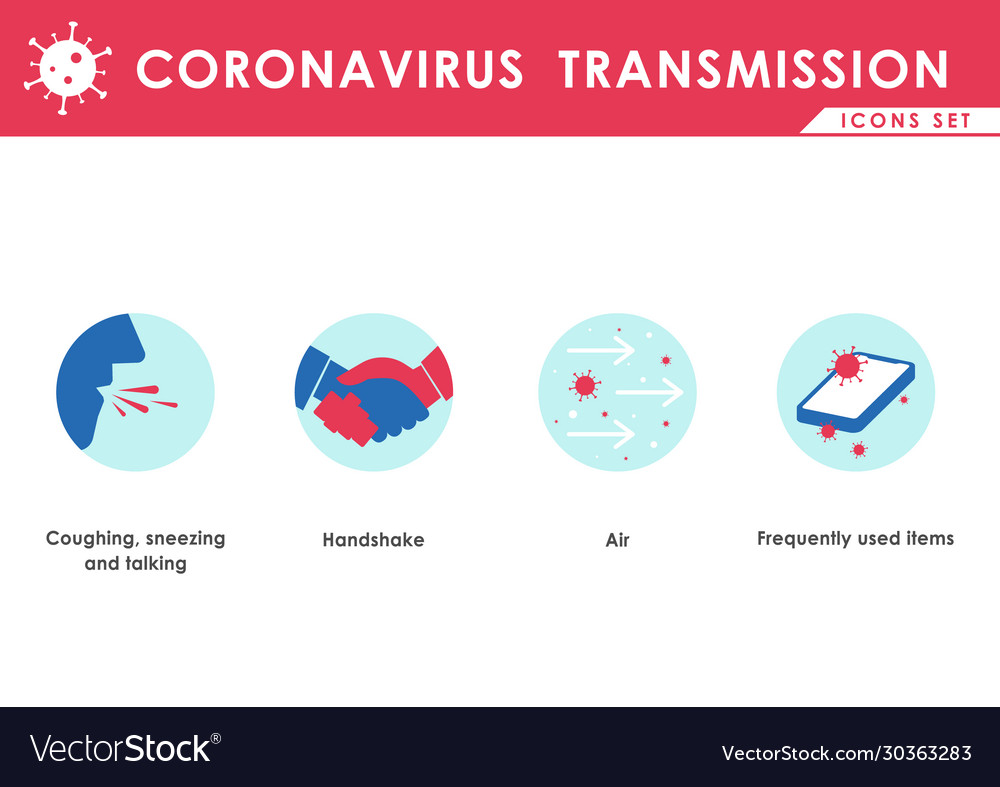 CORONAVIRUS TRANSMISSION
ICONS SET
Coughing, sneezing
and talking
Handshake
Air
Frequently used items
VectorStock®
VectorStock.com/30363283